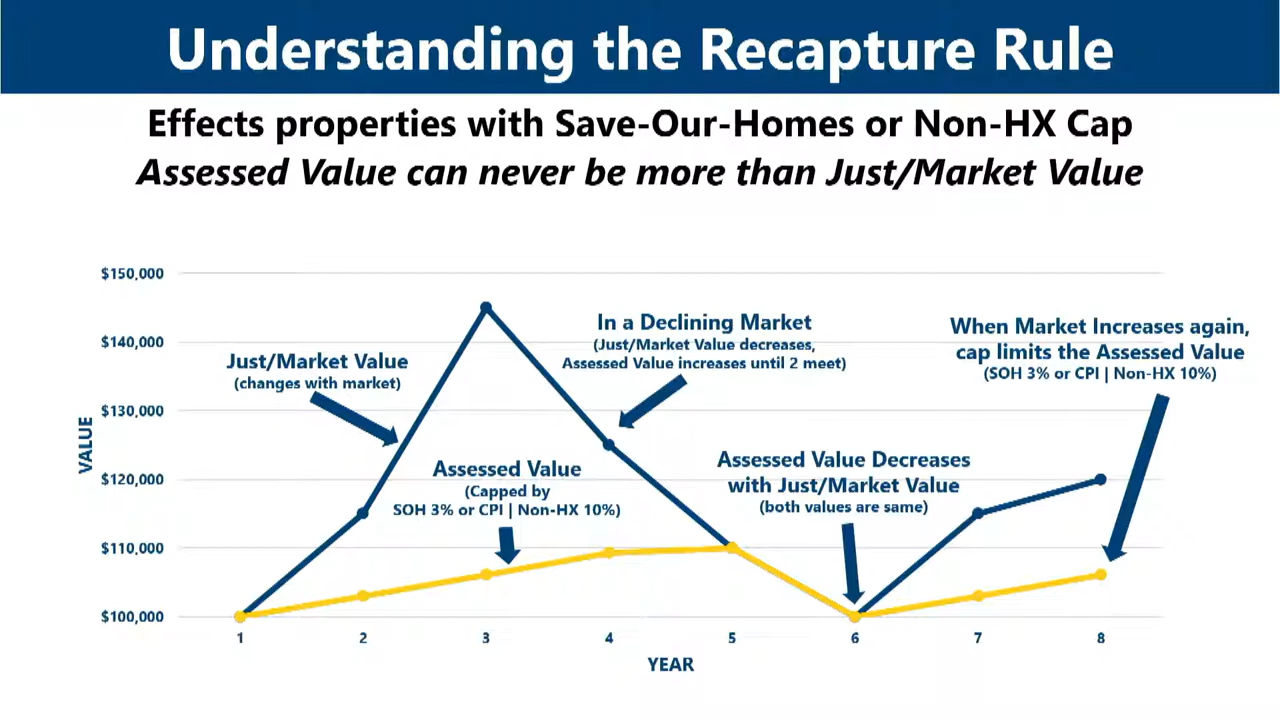 Understanding the Recapture Rule
Effects properties with Save-Our-Homes or Non-HX Cap
Assessed Value can never be more than Just/Market Value
$150,000
$140,000
$130,000
$120,000
$110,000
$100,000
VALUE
Just/Market Value
(changes with market)
In a Declining Market
(Just/Market Value decreases,
Assessed Value increases until 2 meet)
When Market Increases again,
cap limits the Assessed Value
(SOH 3% or CPI | Non-HX 10%)
Assessed Value
(Capped by
SOH 3% or CPI | Non-HX 10%)
Assessed Value Decreases
with Just/Market Value
(both values are same)
1 2 3 4 5 6 7 8
YEAR